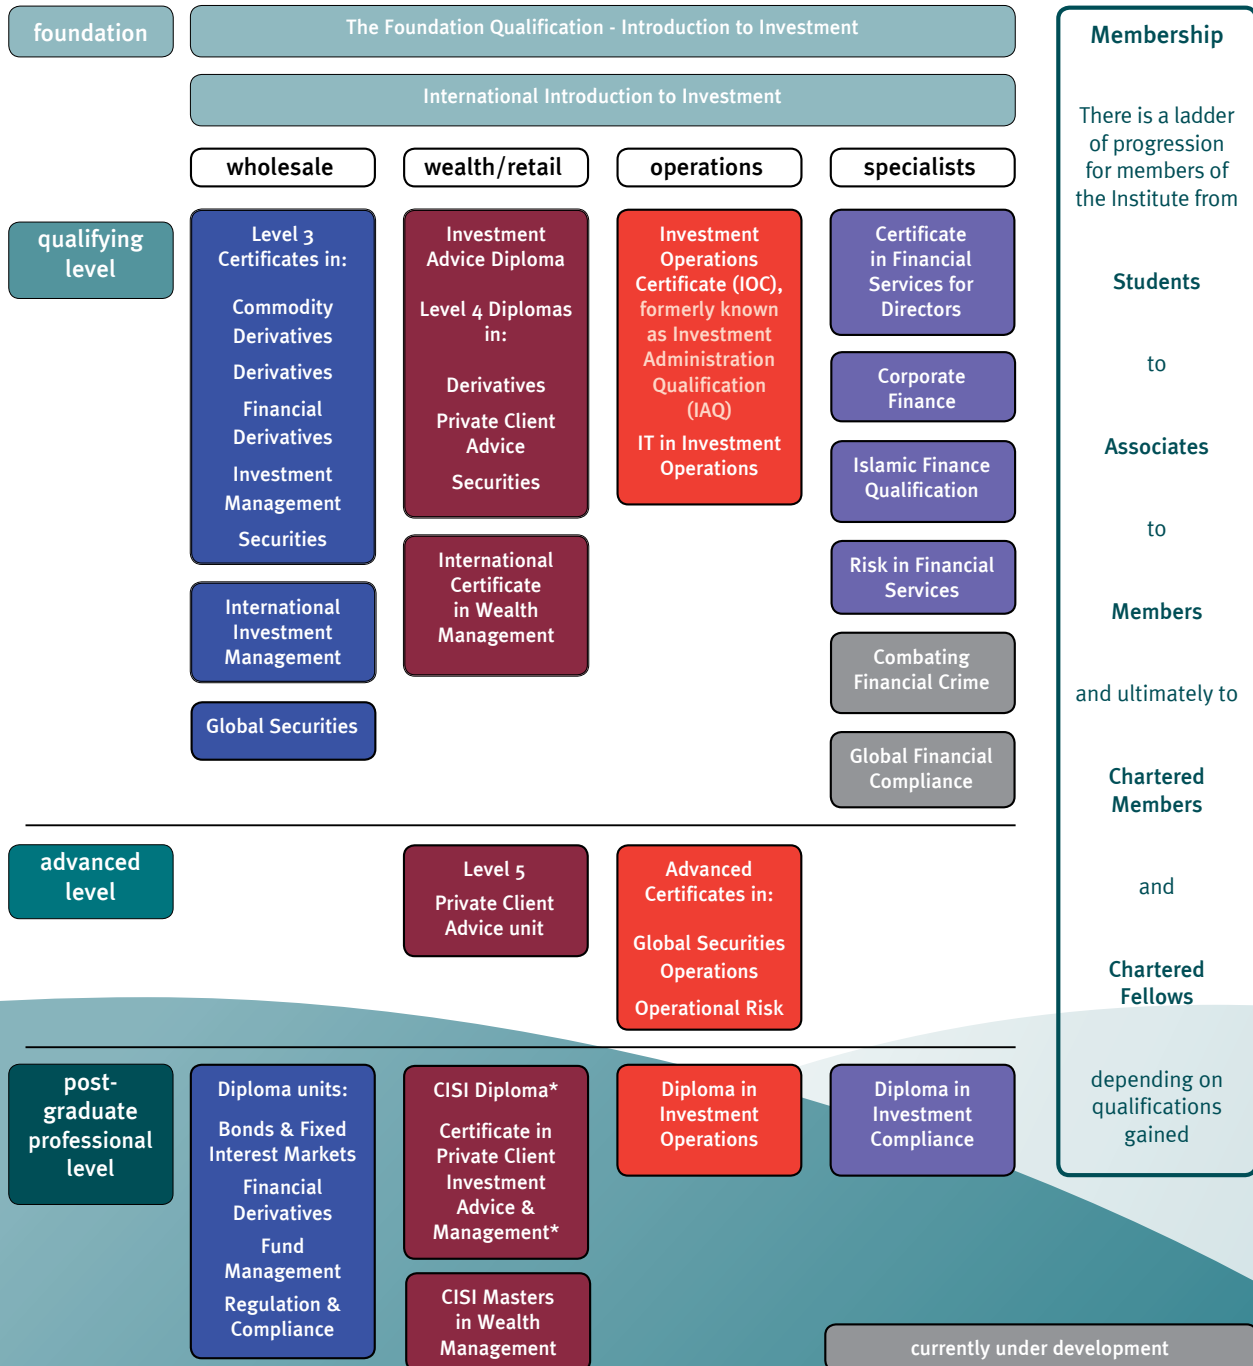 foundation
The Foundation Qualification - Introduction to Investment
International Introduction to Investment
wholesale
wealth/retail
operations
specialists
qualifying
level
Level 3
Certificates in:
Commodity
Derivatives
Derivatives
Financial
Derivatives
Investment
Management
Securities
International
Investment
Management
Global Securities
Investment
Advice Diploma
Level 4 Diplomas
in:
Derivatives
Private Client
Advice
Securities
International
Certificate
in Wealth
Management
Investment
Operations
Certificate (IOC),
formerly known
as Investment
Administration
Qualification
(IAQ)
IT in Investment
Operations
Certificate
in Financial
Services for
Directors
Corporate
Finance
Islamic Finance
Qualification
Risk in Financial
Services
Combating
Financial Crime
Global Financial
Compliance
advanced
level
Level 5
Private Client
Advice unit
Advanced
Certificates in:
Global Securities
Operations
Operational Risk
post-
graduate
professional
level
Diploma units:
Bonds & Fixed
Interest Markets
Financial
Derivatives
Fund
Management
Regulation &
Compliance
CISI Diploma*
Certificate in
Private Client
Investment
Advice &
Management*
CISI Masters
in Wealth
Management
Diploma in
Investment
Operations
Diploma in
Investment
Compliance
currently under development
Membership
There is a ladder
of progression
for members of
the Institute from
Students
to
Associates
to
Members
and ultimately to
Chartered
Members
and
Chartered
Fellows
depending on
qualifications
gained